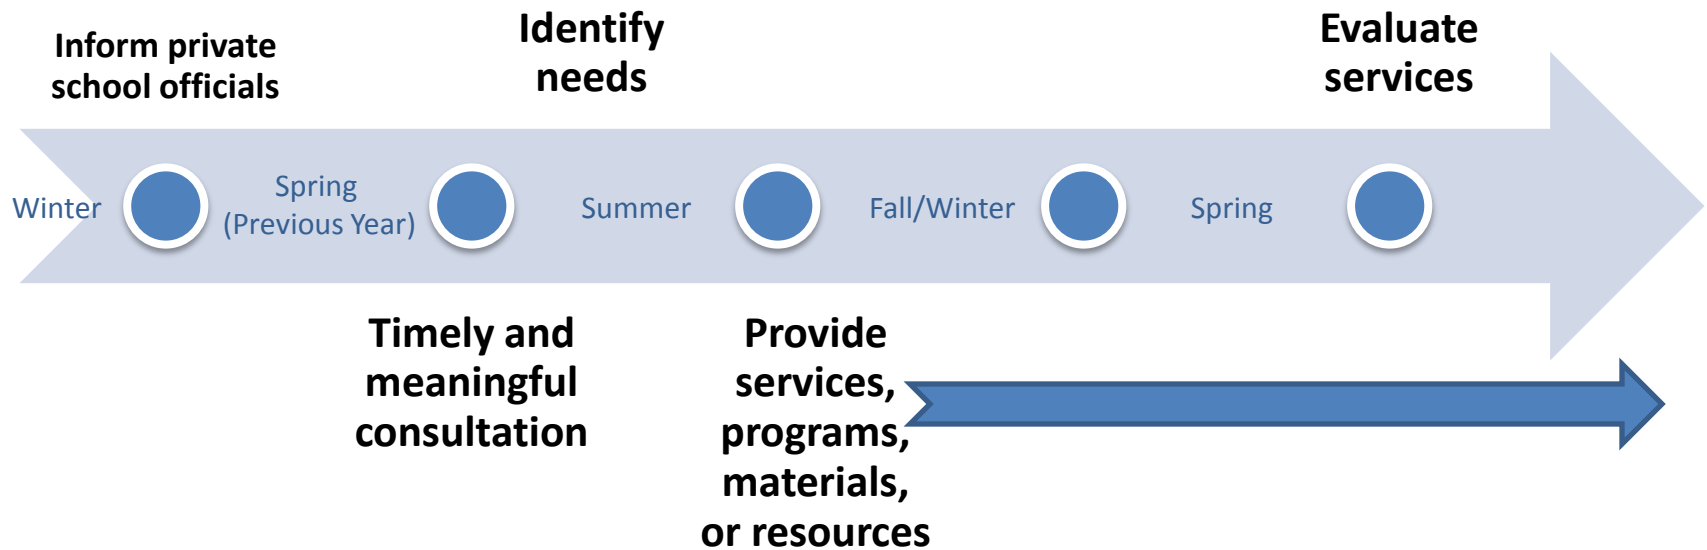 Inform private
school officials
Identify
needs
Evaluate
services
Winter
Spring
(Previous Year)
Summer
Fall/Winter
Spring
Timely and
meaningful
consultation
Provide
services,
programs,
materials,
or resources